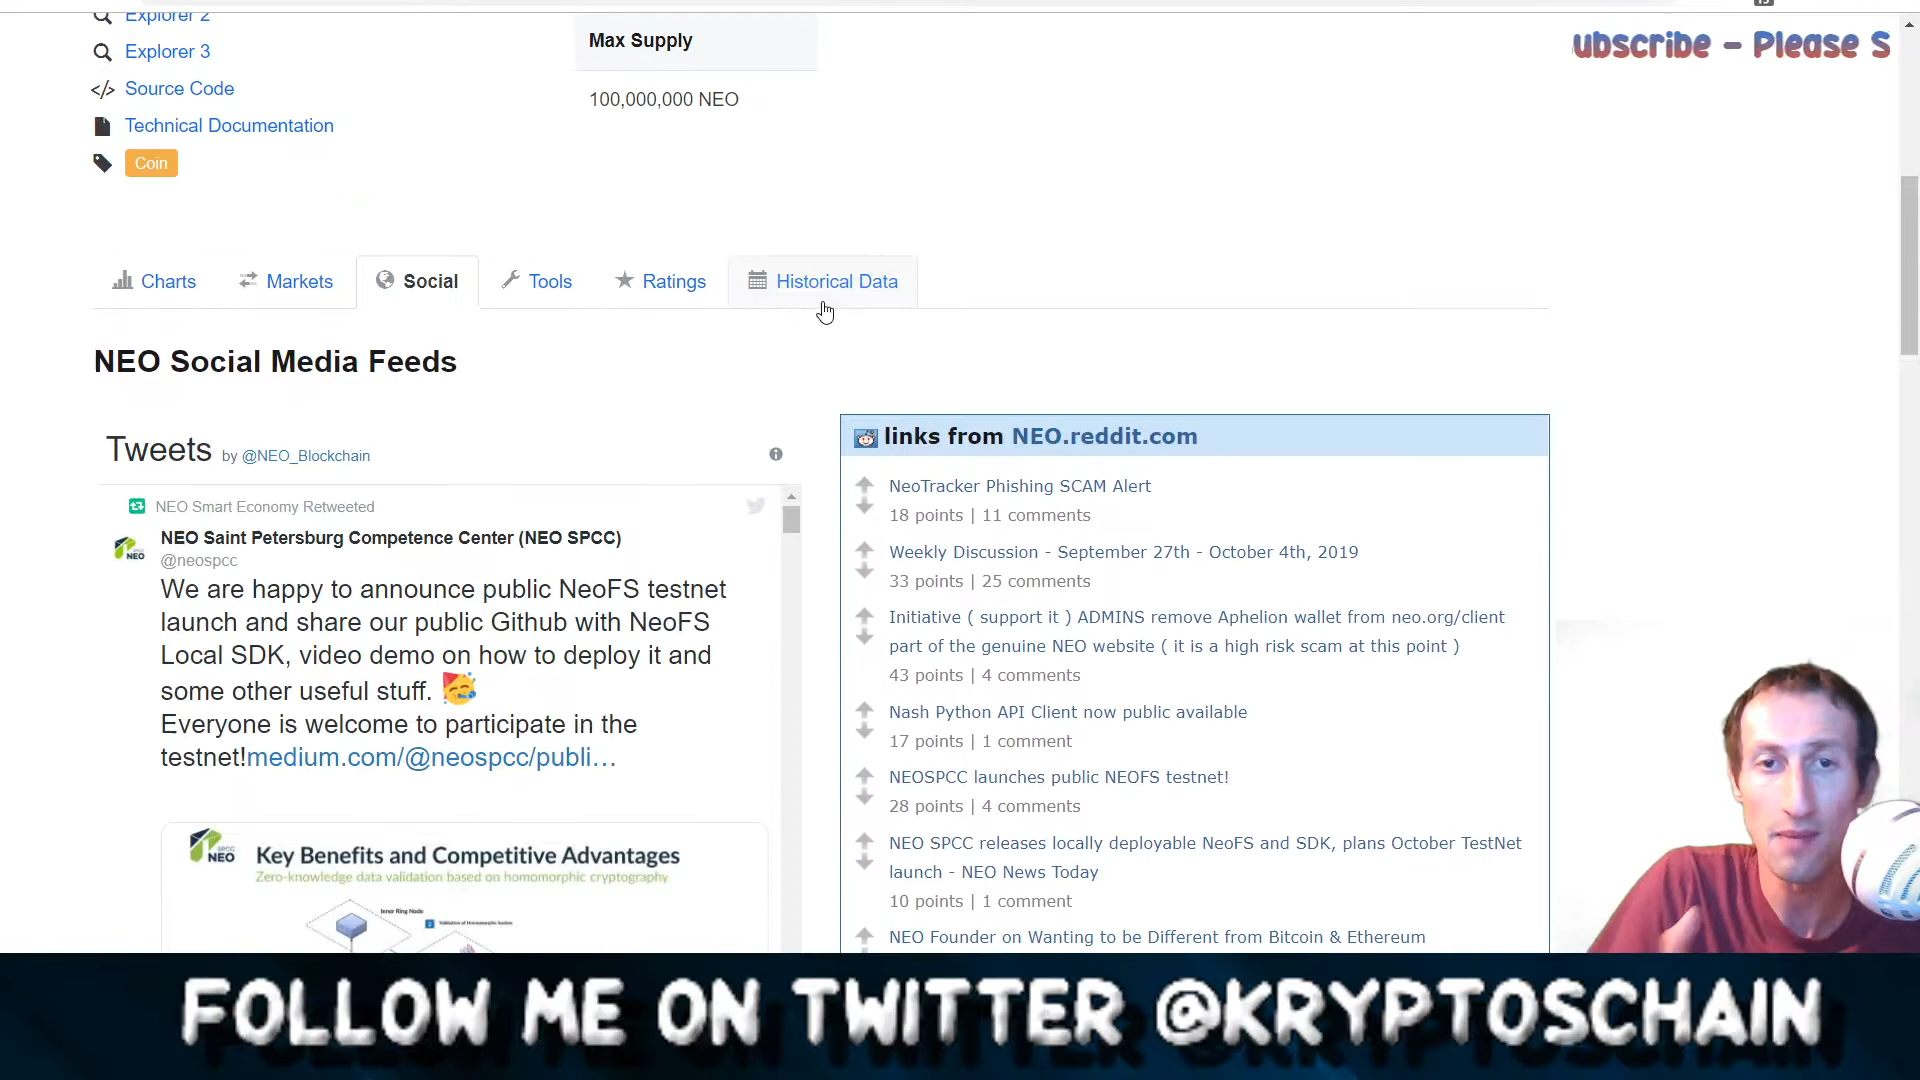 Explorer 2
Explorer 3
Source Code
Technical Documentation
Coin
Max Supply
100,000,000 NEO
ubscribe - Please S
Charts
Markets
Social
Tools
Ratings
Historical Data
NEO Social Media Feeds
Tweets by @NEO_Blockchain
NEO Smart Economy Retweeted
NEO Saint Petersburg Competence Center (NEO SPCC)
@neospcc
We are happy to announce public NeoFS testnet
launch and share our public Github with NeoFS
Local SDK, video demo on how to deploy it and
some other useful stuff. 🥳
Everyone is welcome to participate in the
testnet!medium.com/@neospcc/publi…
SPCC
NEO
Key Benefits and Competitive Advantages
Zero-knowledge data validation based on homomorphic cryptography
Inner Ring Node
links from NEO.reddit.com
NeoTracker Phishing SCAM Alert
18 points | 11 comments
Weekly Discussion - September 27th - October 4th, 2019
33 points | 25 comments
Initiative ( support it ) ADMINS remove Aphelion wallet from neo.org/client
part of the genuine NEO website ( it is a high risk scam at this point )
43 points | 4 comments
Nash Python API Client now public available
17 points | 1 comment
NEOSPCC launches public NEOFS testnet!
28 points | 4 comments
NEO SPCC releases locally deployable NeoFS and SDK, plans October TestNet
launch - NEO News Today
10 points | 1 comment
NEO Founder on Wanting to be Different from Bitcoin & Ethereum
FOLLOW ME ON TWITTER @KRYPTOSCHAIN